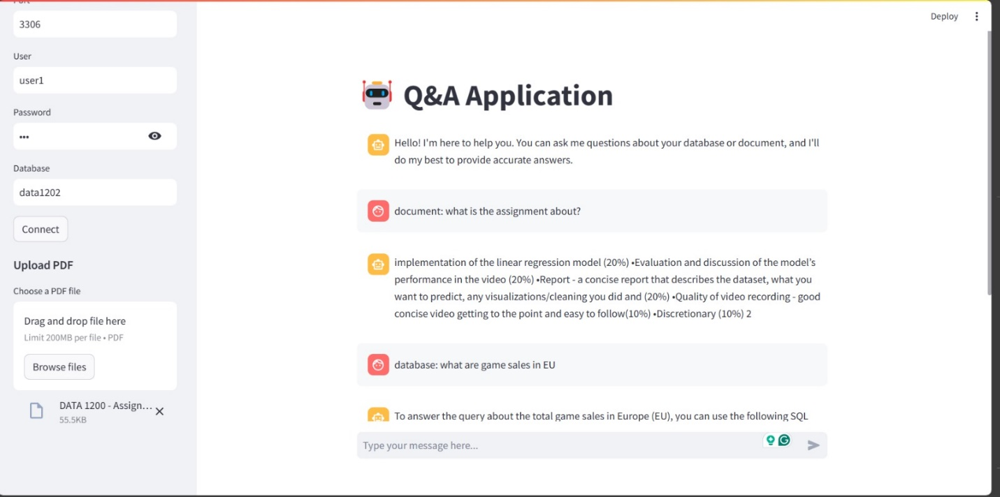 Port
3306
User
user1
Password
•••
Database
data1202
Connect
Upload PDF
Choose a PDF file
Drag and drop file here
Limit 200MB per file • PDF
Browse files
DATA 1200 - Assign...
55.5KB
Deploy
Q&A Application
Hello! I'm here to help you. You can ask me questions about your database or document, and I'll
do my best to provide accurate answers.
document: what is the assignment about?
implementation of the linear regression model (20%) •Evaluation and discussion of the model’s
performance in the video (20%) •Report - a concise report that describes the dataset, what you
want to predict, any visualizations/cleaning you did and (20%) •Quality of video recording - good
concise video getting to the point and easy to follow(10%) •Discretionary (10%) 2
database: what are game sales in EU
To answer the query about the total game sales in Europe (EU), you can use the following SQL
Type your message here...